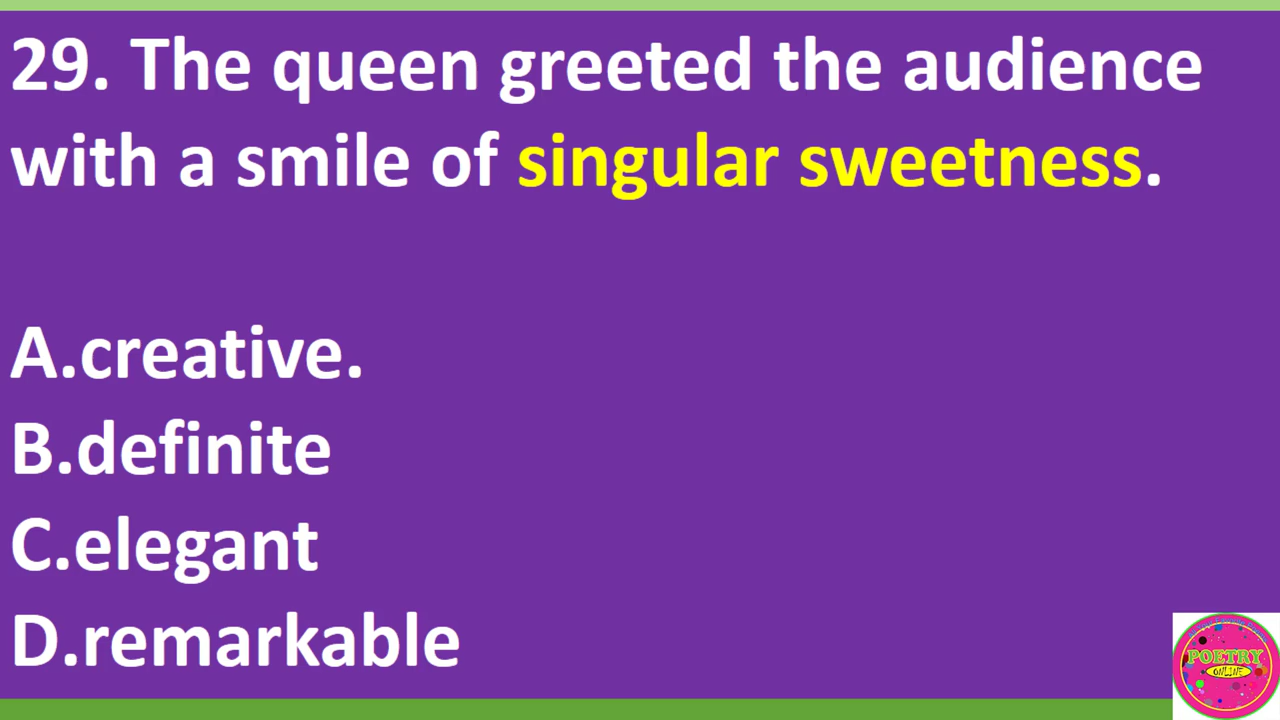 29. The queen greeted the audience
with a smile of singular sweetness.
A.creative.
B.definite
C.elegant
D.remarkable
POETRY
ONLINE